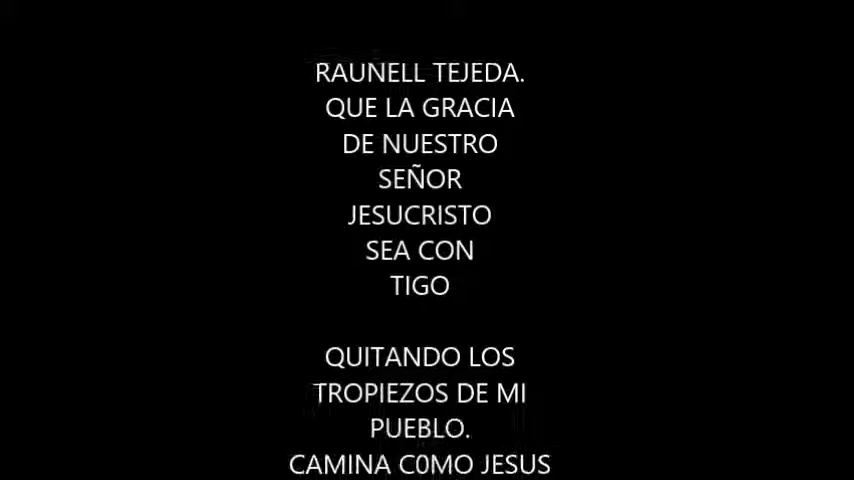 RAUNELL TEJEDA.
QUE LA GRACIA
DE NUESTRO
SEÑOR
JESUCRISTO
SEA CON
TIGO
QUITANDO LOS
TROPIEZOS DE MI
PUEBLO.
CAMINA C0MO JESUS